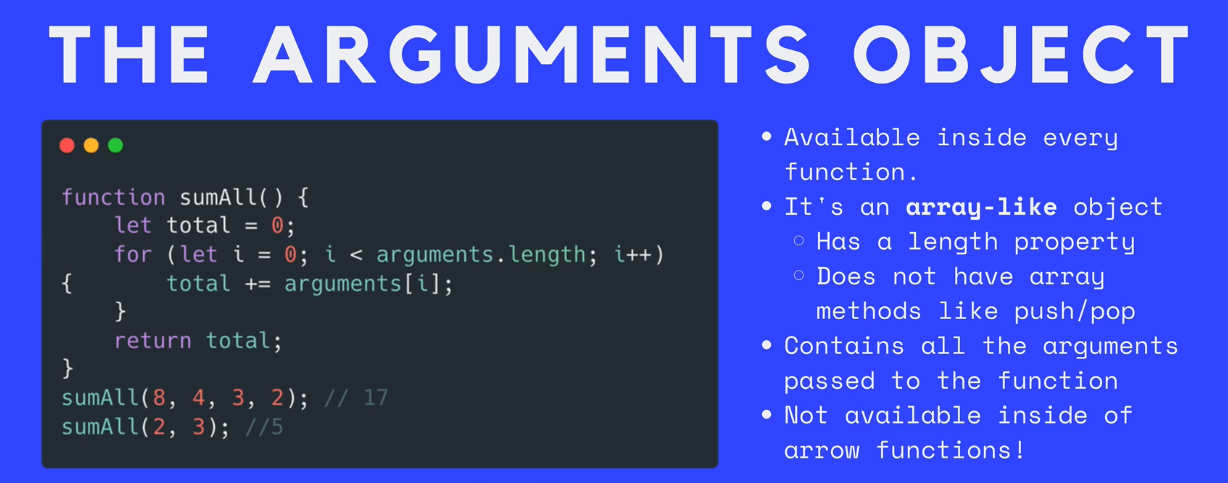 THE ARGUMENTS OBJECT
function sumAll() {
    let total = 0;
    for (let i = 0; i < arguments.length; i++)
{       total += arguments[i];
    }
    return total;
}
sumAll(8, 4, 3, 2); // 17
sumAll(2, 3); //5
• Available inside every
function.
• It's an array-like object
○ Has a length property
○ Does not have array
methods like push/pop
• Contains all the arguments
passed to the function
• Not available inside of
arrow functions!